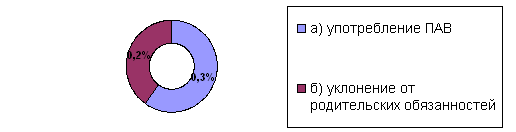 0,2%
0,3%
а) употребление ПАВ
б) уклонение от
родительских обязанностей